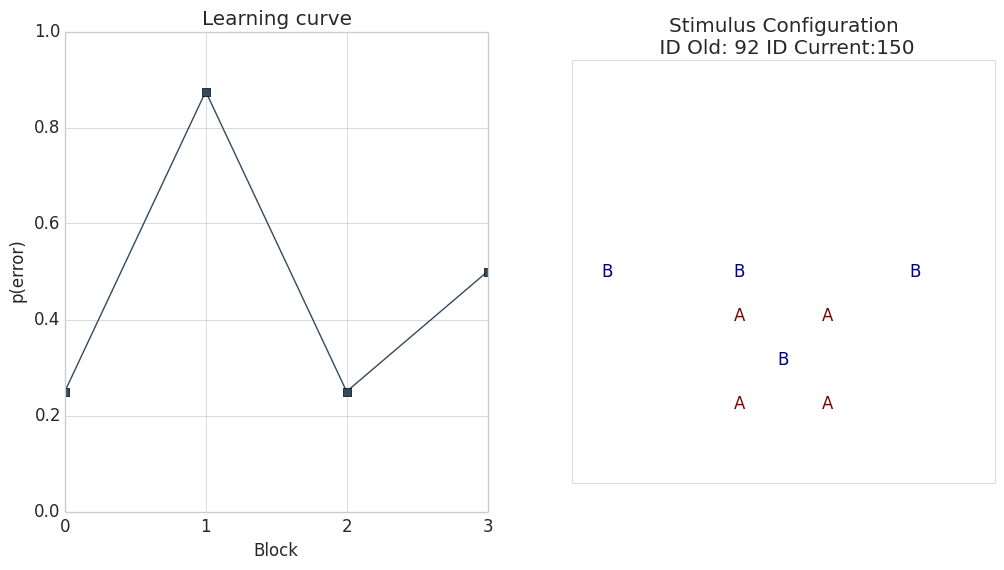 Learning curve
1.0
0.8
0.6
0.4
0.2
0.0
p(error)
0 1 2 3
Block
Stimulus Configuration
ID Old: 92 ID Current:150
B B B
A A
B
A A